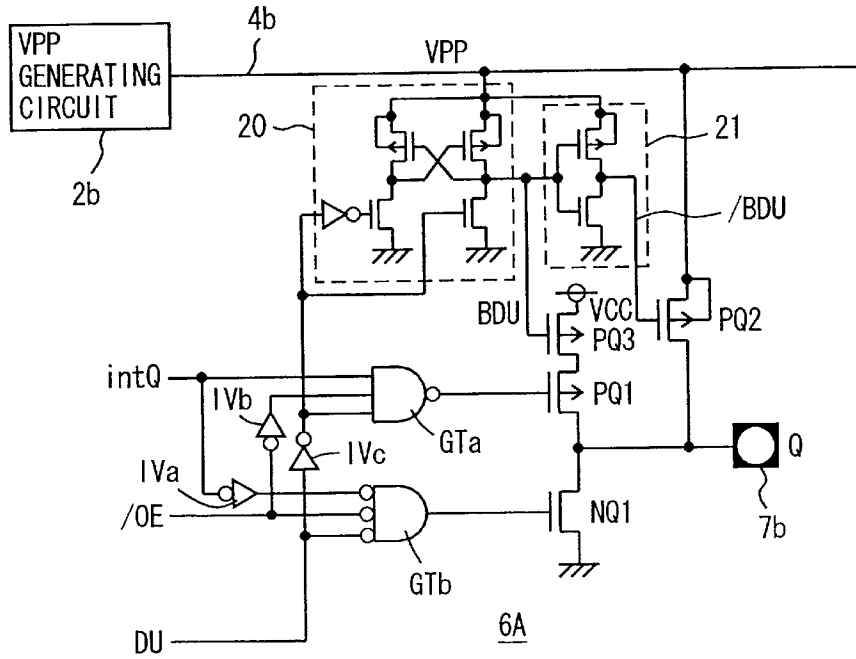 VPP
GENERATING
CIRCUIT
4b
VPP
2b
20
21
/BDU
BDU
VCC
PQ3
PQ2
intQ
IVb
GTa
PQ1
IVc
IVa
/OE
GTb
NQ1
Q
7b
DU
6A